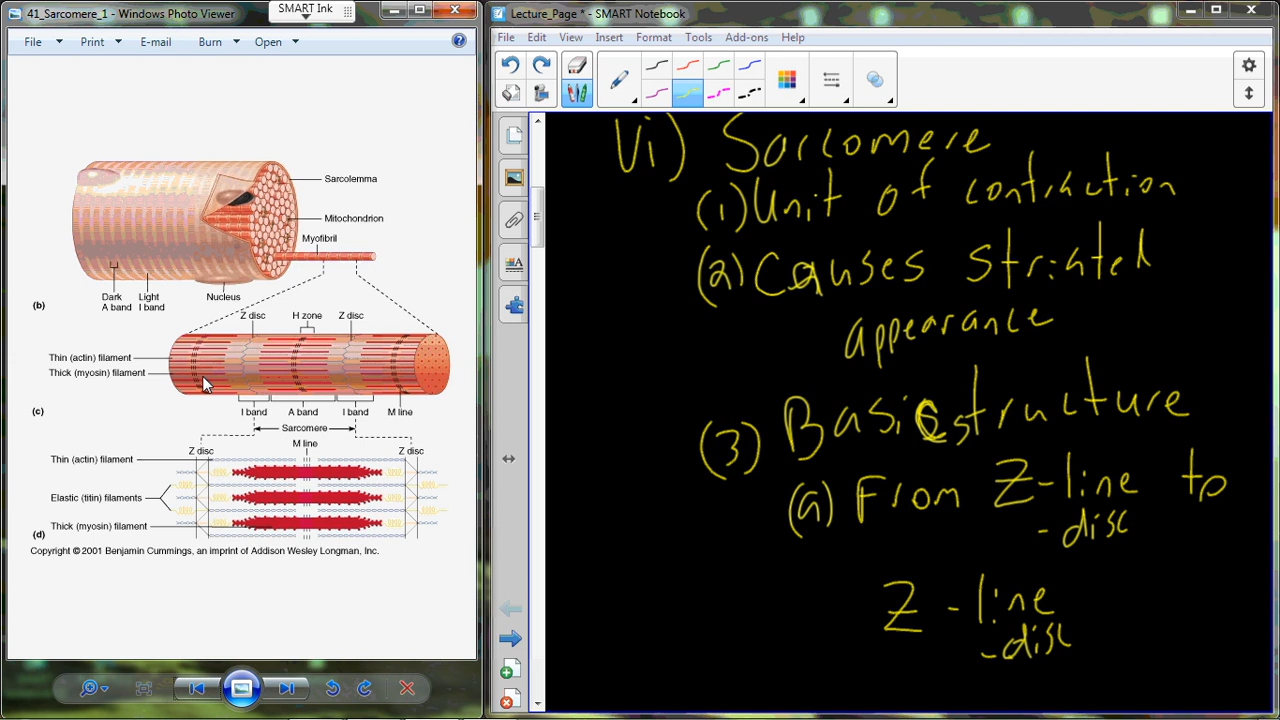 41_Sarcomere_1 - Windows Photo Viewer
SMART Ink
File Print Burn E-mail Open
Sarcolemma
Mitochondrion
Myofibril
Dark
A band
Light
I band
Nucleus
(b)
Z disc H zone Z disc
Thin (actin) filament
Thick (myosin) filament
(c)
I band A band I band M line
Sarcomere
M line
Z disc Z disc
Thin (actin) filament
Elastic (titin) filaments
Thick (myosin) filament
(d)
Copyright © 2001 Benjamin Cummings, an imprint of Addison Wesley Longman, Inc.
Lecture_Page * - SMART Notebook
File Edit View Insert Format Tools Add-ons Help
Vi) Sarcomere
(1) Unit of contraction
(2) Causes striated
appearance
(3) Basic structure
(a) From Z-line to
-disc
Z -line
-disc